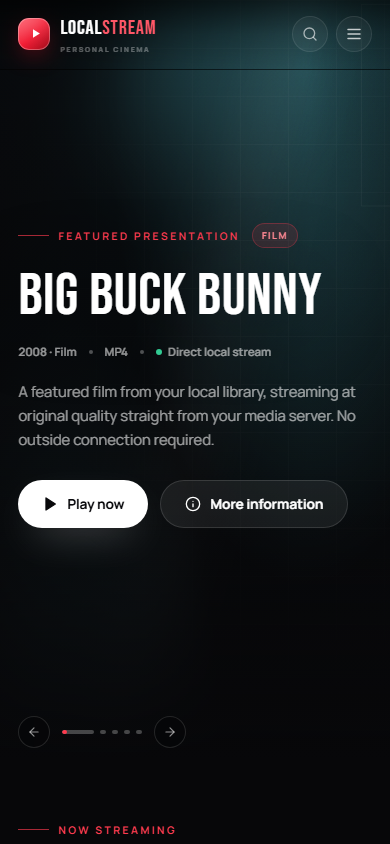 LOCALSTREAM
PERSONAL CINEMA
FEATURED PRESENTATION FILM
BIG BUCK BUNNY
2008 · Film • MP4 • Direct local stream
A featured film from your local library, streaming at
original quality straight from your media server. No
outside connection required.
Play now
More information
NOW STREAMING